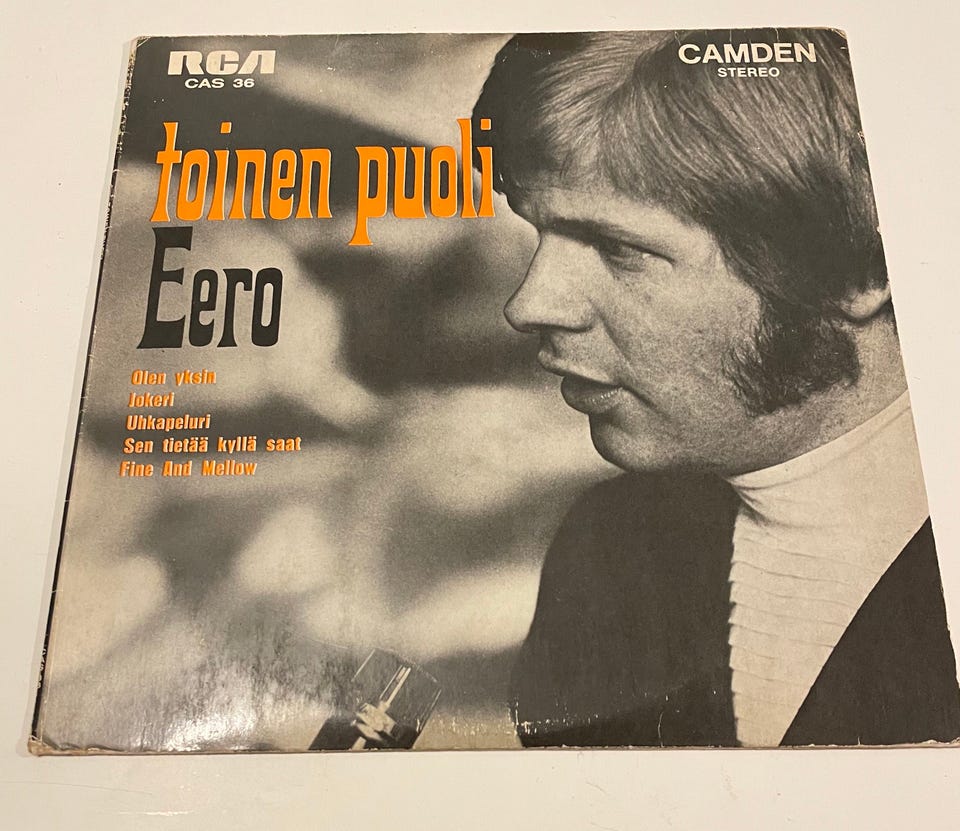 RCA
CAS 36
CAMDEN
STEREO
toinen puoli
Eero
Olen yksin
Jokeri
Uhkapeluri
Sen tietää kyllä saat
Fine And Mellow